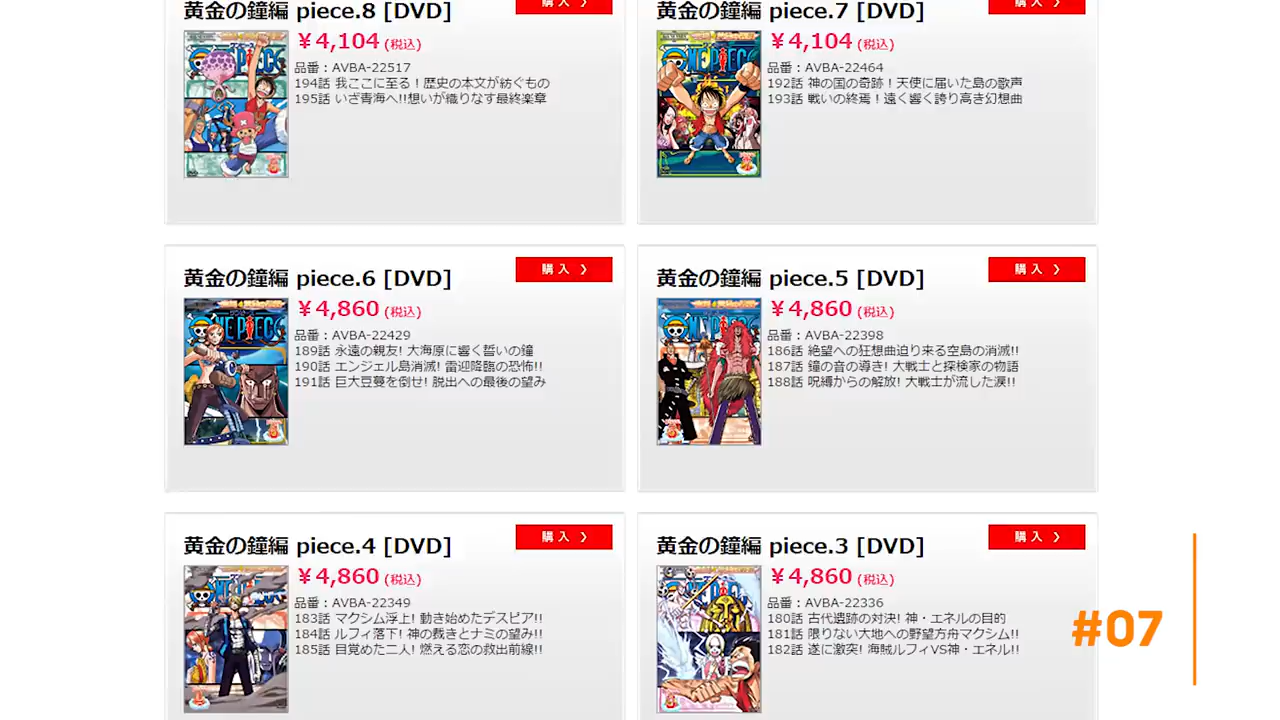 黄金の鐘編 piece.8 [DVD]
購入 ❯
￥4,104 (税込)
品番：AVBA-22517
194話 我ここに至る！歴史の本文が紡ぐもの
195話 いざ青海へ!!想いが織りなす最終楽章
黄金の鐘編 piece.7 [DVD]
購入 ❯
￥4,104 (税込)
品番：AVBA-22464
192話 神の国の奇跡！天使に届いた島の歌声
193話 戦いの終焉！遠く響く誇り高き幻想曲
黄金の鐘編 piece.6 [DVD]
購入 ❯
￥4,860 (税込)
ONE PIECE
品番：AVBA-22429
189話 永遠の親友! 大海原に響く誓いの鐘
190話 エンジェル島消滅! 雷迎降臨の恐怖!!
191話 巨大豆蔓を倒せ! 脱出への最後の望み
黄金の鐘編 piece.5 [DVD]
購入 ❯
￥4,860 (税込)
ONE PIECE
品番：AVBA-22398
186話 絶望への狂想曲迫り来る空島の消滅!!
187話 鐘の音の導き! 大戦士と探検家の物語
188話 呪縛からの解放! 大戦士が流した涙!!
黄金の鐘編 piece.4 [DVD]
購入 ❯
￥4,860 (税込)
品番：AVBA-22349
183話 マクシム浮上! 動き始めたデスピア!!
184話 ルフィ落下! 神の裁きとナミの望み!!
185話 目覚めた二人! 燃える恋の救出前線!!
黄金の鐘編 piece.3 [DVD]
購入 ❯
￥4,860 (税込)
品番：AVBA-22336
180話 古代遺跡の対決! 神・エネルの目的
181話 限りない大地への野望方舟マクシム!!
182話 遂に激突! 海賊ルフィVS神・エネル!!
#07